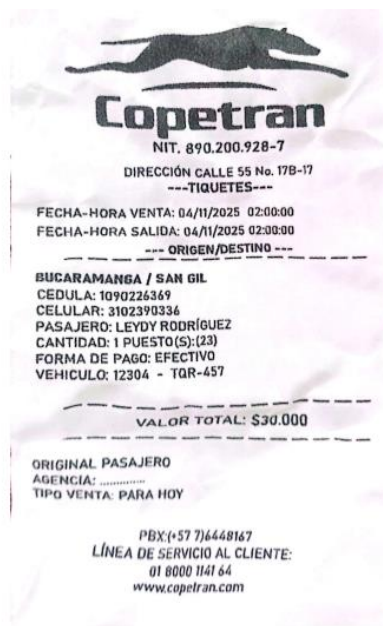 Copetran
NIT. 890.200.928-7
DIRECCIÓN CALLE 55 No. 17B-17
---TIQUETES---
FECHA-HORA VENTA: 04/11/2025 02:00:00
FECHA-HORA SALIDA: 04/11/2025 02:00:00
--- ORIGEN/DESTINO ---
BUCARAMANGA / SAN GIL
CEDULA: 1090226369
CELULAR: 3102390336
PASAJERO: LEYDY RODRÍGUEZ
CANTIDAD: 1 PUESTO(S):(23)
FORMA DE PAGO: EFECTIVO
VEHICULO: 12304 - TQR-457
VALOR TOTAL: $30.000
ORIGINAL PASAJERO
AGENCIA: ..............
TIPO VENTA: PARA HOY
PBX:(+57 7)6448167
LÍNEA DE SERVICIO AL CLIENTE:
01 8000 1141 64
www.copetran.com